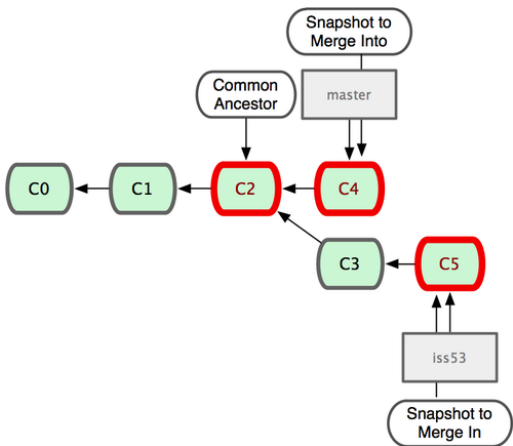 Snapshot to
Merge Into
Common
Ancestor
master
C0
C1
C2
C4
C3
C5
iss53
Snapshot to
Merge In